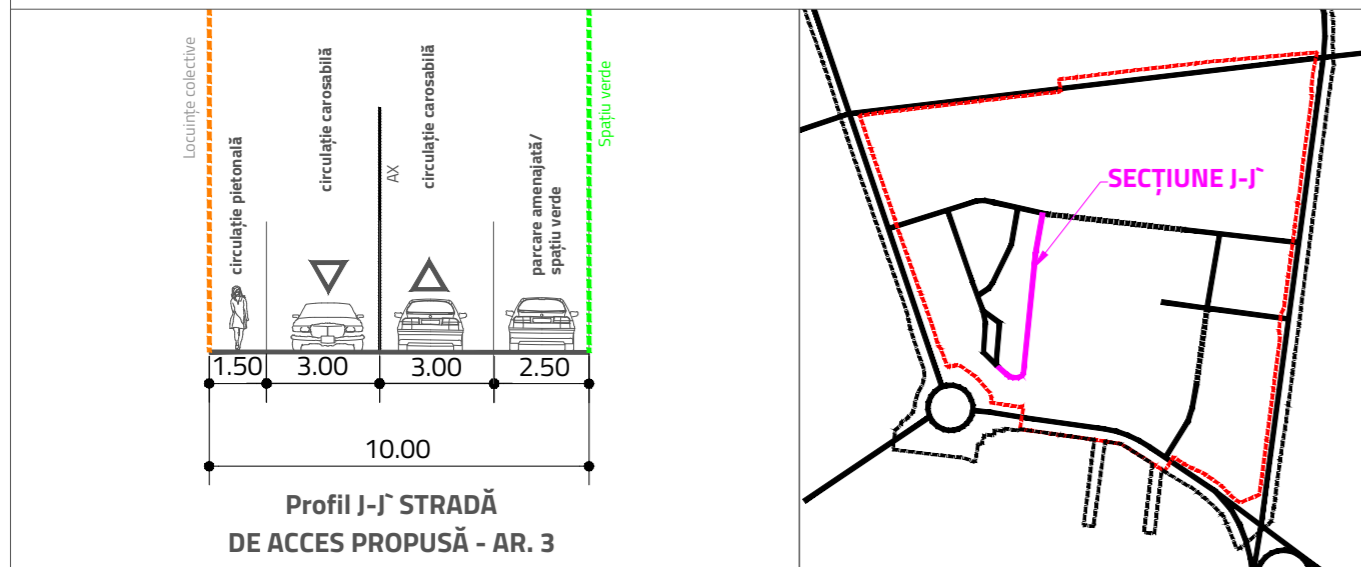 Locuințe colective
circulație pietonală
circulație carosabilă
AX
circulație carosabilă
parcare amenajată/
spațiu verde
Spațiu verde
1.50 3.00 3.00 2.50
10.00
Profil J-J` STRADĂ
DE ACCES PROPUSĂ - AR. 3
SECȚIUNE J-J`